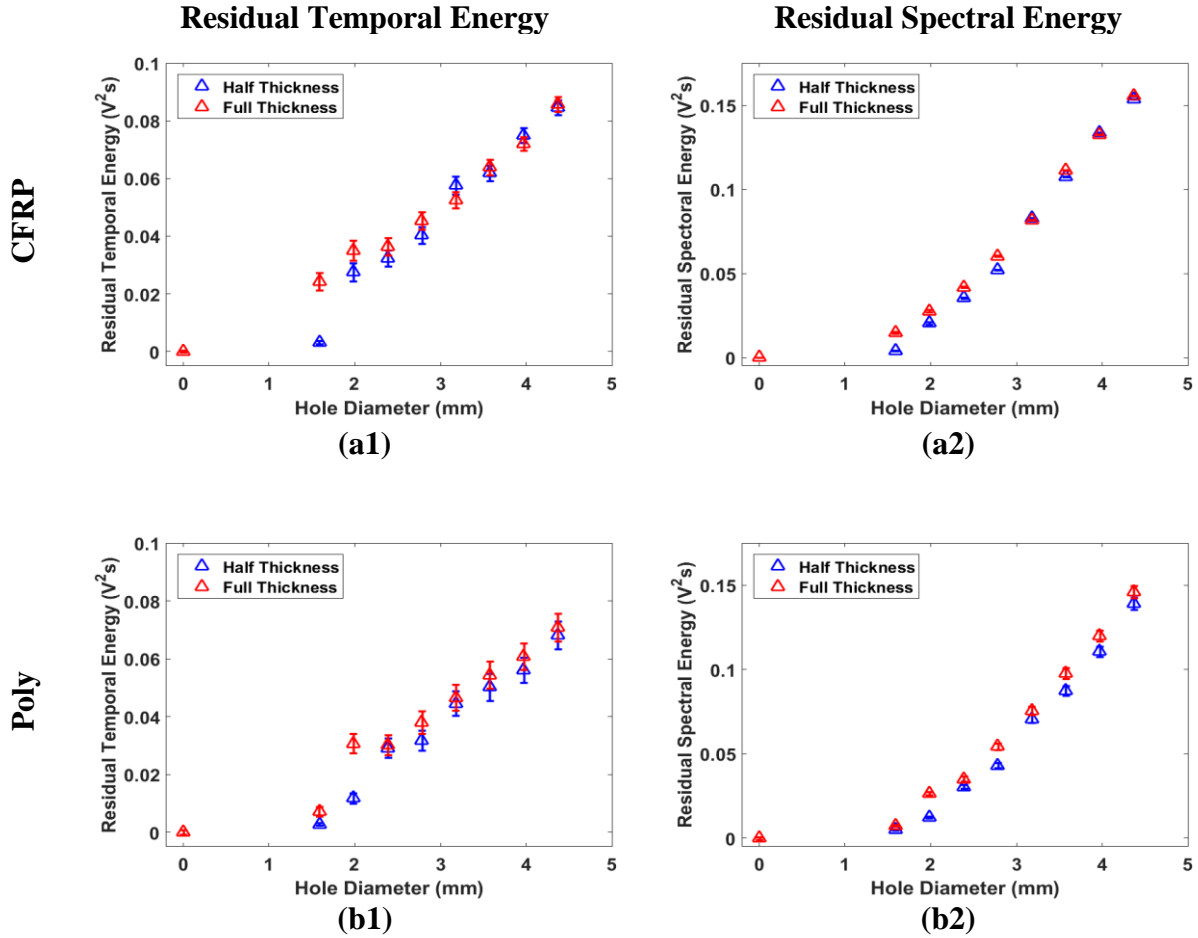 Residual Temporal Energy
Residual Spectral Energy
CFRP
Residual Temporal Energy (V²s)
0.1
0.08
0.06
0.04
0.02
0
Half Thickness
Full Thickness
0 1 2 3 4 5
Hole Diameter (mm)
(a1)
Residual Spectoral Energy (V²s)
0.15
0.1
0.05
0
Half Thickness
Full Thickness
0 1 2 3 4 5
Hole Diameter (mm)
(a2)
Poly
Residual Temporal Energy (V²s)
0.1
0.08
0.06
0.04
0.02
0
Half Thickness
Full Thickness
0 1 2 3 4 5
Hole Diameter (mm)
(b1)
Residual Spectral Energy (V²s)
0.15
0.1
0.05
0
Half Thickness
Full Thickness
0 1 2 3 4 5
Hole Diameter (mm)
(b2)